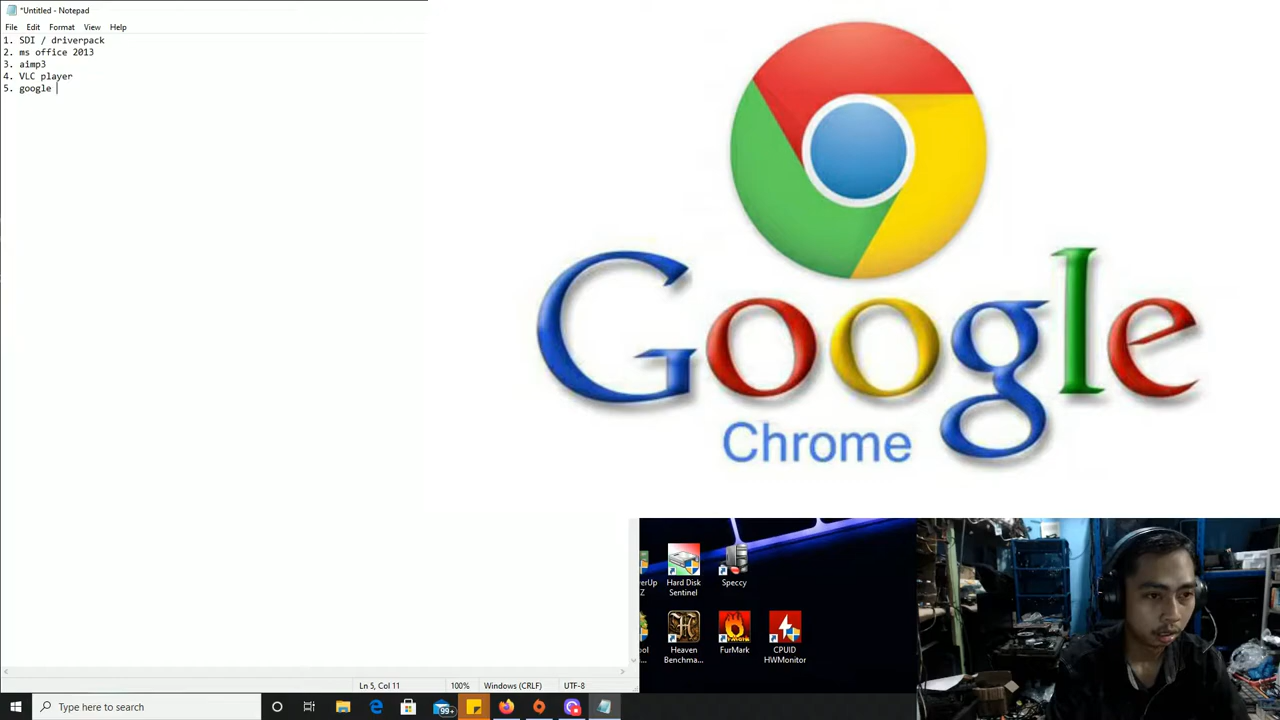 *Untitled - Notepad
File Edit Format View Help
1. SDI / driverpack
2. ms office 2013
3. aimp3
4. VLC player
5. google
Google
Chrome
Hard Disk
Sentinel
Speccy
Heaven
Benchma...
FurMark
CPUID
HWMonitor
Ln 5, Col 11
100%
Windows (CRLF)
UTF-8
Type here to search
99+